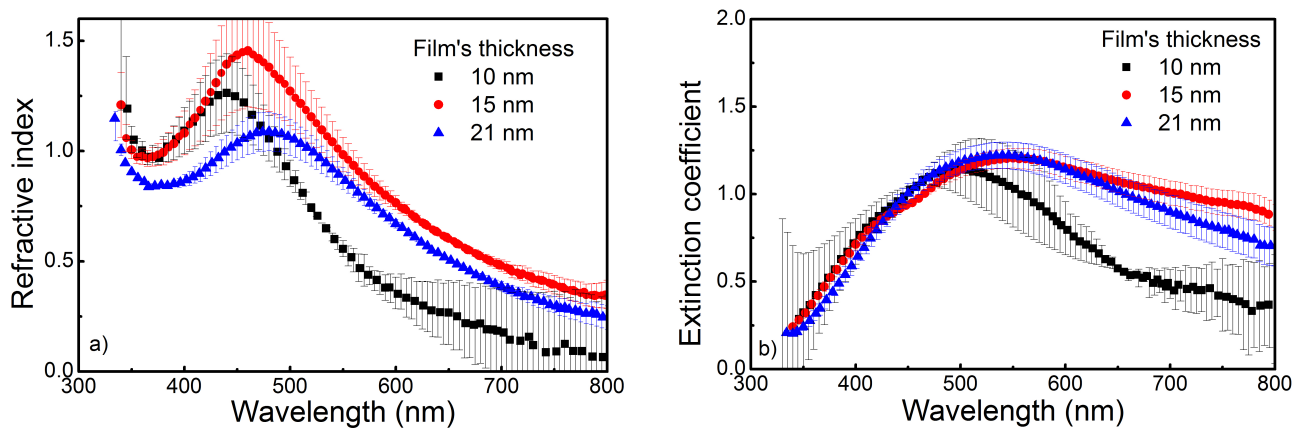 1.5
1.0
0.5
0.0
Refractive index
Film's thickness
10 nm
15 nm
21 nm
a)
300 400 500 600 700 800
Wavelength (nm)
2.0
1.5
1.0
0.5
0.0
Extinction coefficient
Film's thickness
10 nm
15 nm
21 nm
b)
300 400 500 600 700 800
Wavelength (nm)